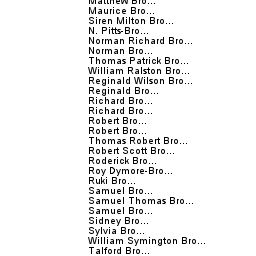 Matthew Bro...
Maurice Bro...
Siren Milton Bro...
N. Pitts-Bro...
Norman Richard Bro...
Norman Bro...
Thomas Patrick Bro...
William Ralston Bro...
Reginald Wilson Bro...
Reginald Bro...
Richard Bro...
Richard Bro...
Robert Bro...
Robert Bro...
Thomas Robert Bro...
Robert Scott Bro...
Roderick Bro...
Roy Dymore-Bro...
Ruki Bro...
Samuel Bro...
Samuel Thomas Bro...
Samuel Bro...
Sidney Bro...
Sylvia Bro...
William Symington Bro...
Talford Bro...